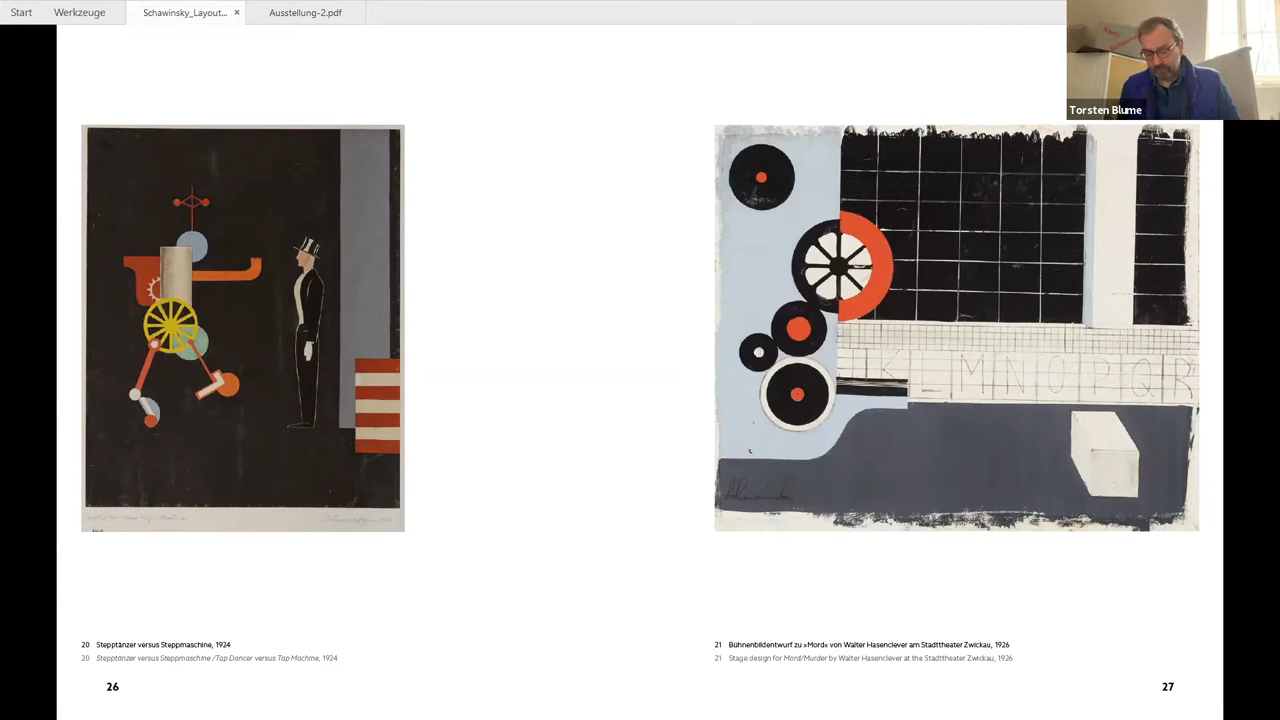 Start
Werkzeuge
Schawinsky_Layout... ×
Ausstellung-2.pdf
Torsten Blume
K L M N O P Q R
20 Stepptänzer versus Steppmaschine, 1924
20 Stepptänzer versus Steppmaschine /Tap Dancer versus Tap Machine, 1924
26
21 Bühnenbildentwurf zu »Mord« von Walter Hasenclever am Stadttheater Zwickau, 1926
21 Stage design for Mord/Murder by Walter Hasenclever at the Stadttheater Zwickau, 1926
27